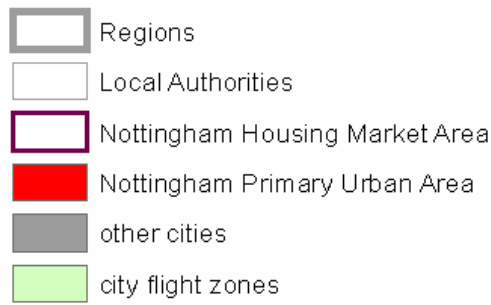 Regions
Local Authorities
Nottingham Housing Market Area
Nottingham Primary Urban Area
other cities
city flight zones